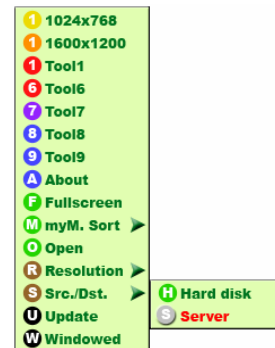 1 1024x768
1 1600x1200
1 Tool1
6 Tool6
7 Tool7
8 Tool8
9 Tool9
A About
F Fullscreen
M myM. Sort
O Open
R Resolution
S Src./Dst.
H Hard disk
S Server
U Update
W Windowed